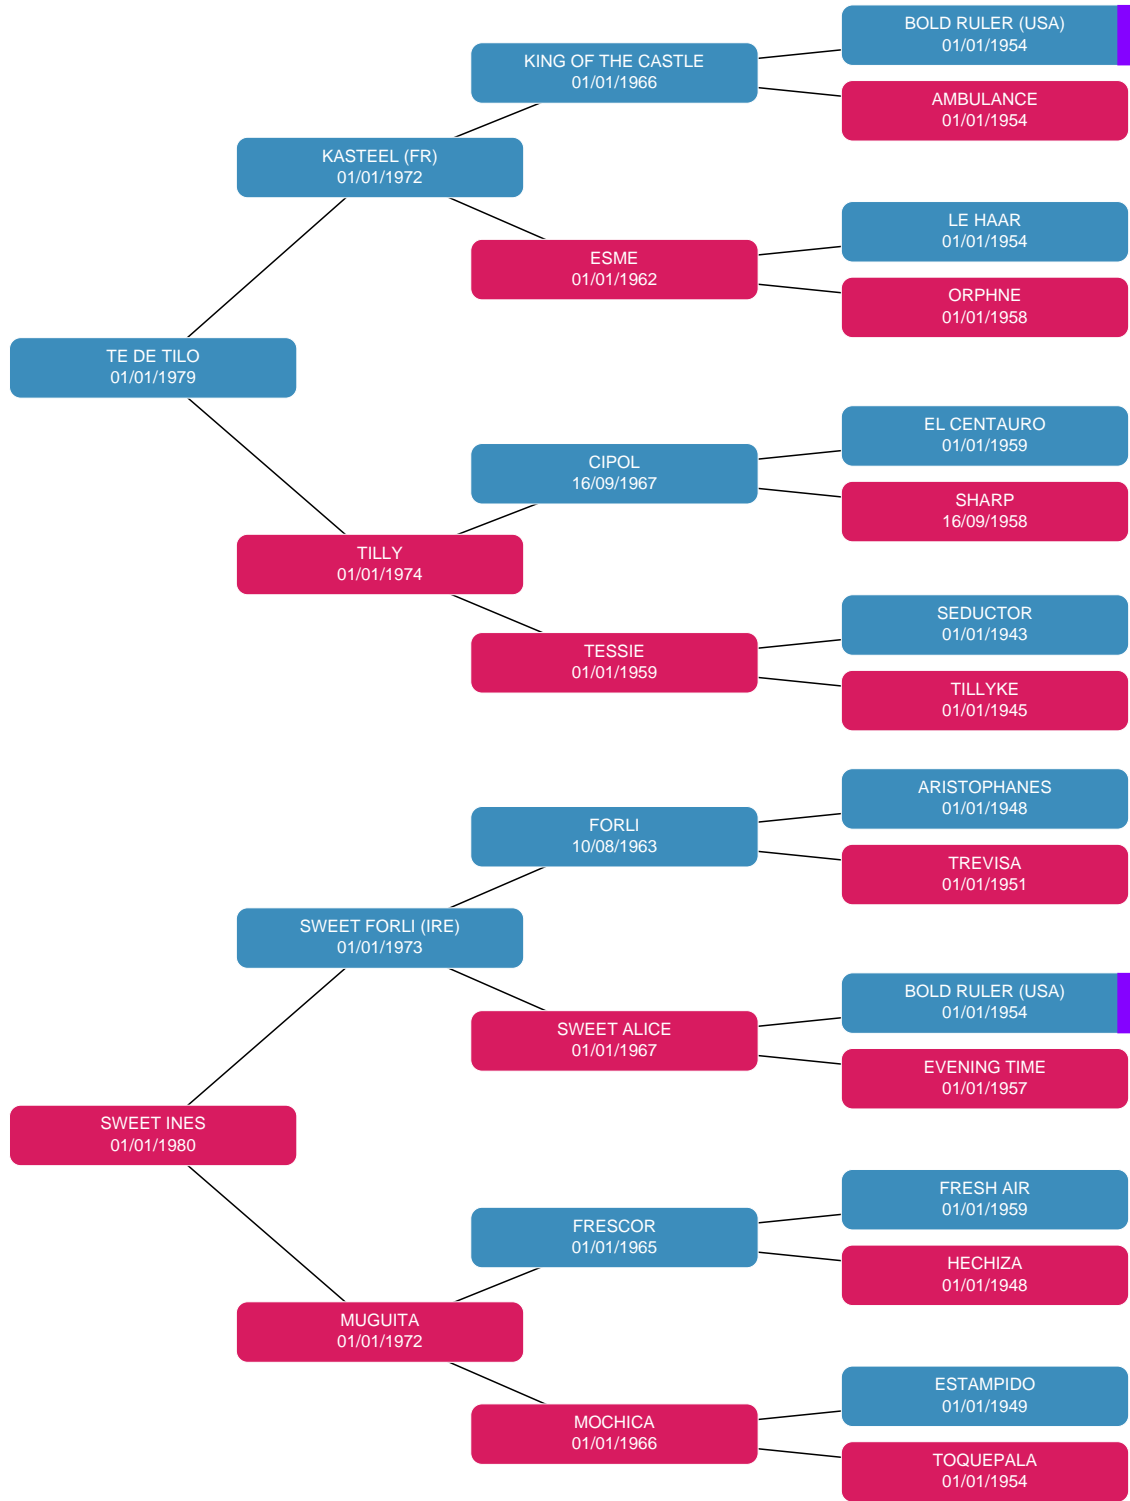 BOLD RULER (USA)
01/01/1954
KING OF THE CASTLE
01/01/1966
AMBULANCE
01/01/1954
KASTEEL (FR)
01/01/1972
LE HAAR
01/01/1954
ESME
01/01/1962
ORPHNE
01/01/1958
TE DE TILO
01/01/1979
EL CENTAURO
01/01/1959
CIPOL
16/09/1967
SHARP
16/09/1958
TILLY
01/01/1974
SEDUCTOR
01/01/1943
TESSIE
01/01/1959
TILLYKE
01/01/1945
ARISTOPHANES
01/01/1948
FORLI
10/08/1963
TREVISA
01/01/1951
SWEET FORLI (IRE)
01/01/1973
BOLD RULER (USA)
01/01/1954
SWEET ALICE
01/01/1967
EVENING TIME
01/01/1957
SWEET INES
01/01/1980
FRESH AIR
01/01/1959
FRESCOR
01/01/1965
HECHIZA
01/01/1948
MUGUITA
01/01/1972
ESTAMPIDO
01/01/1949
MOCHICA
01/01/1966
TOQUEPALA
01/01/1954